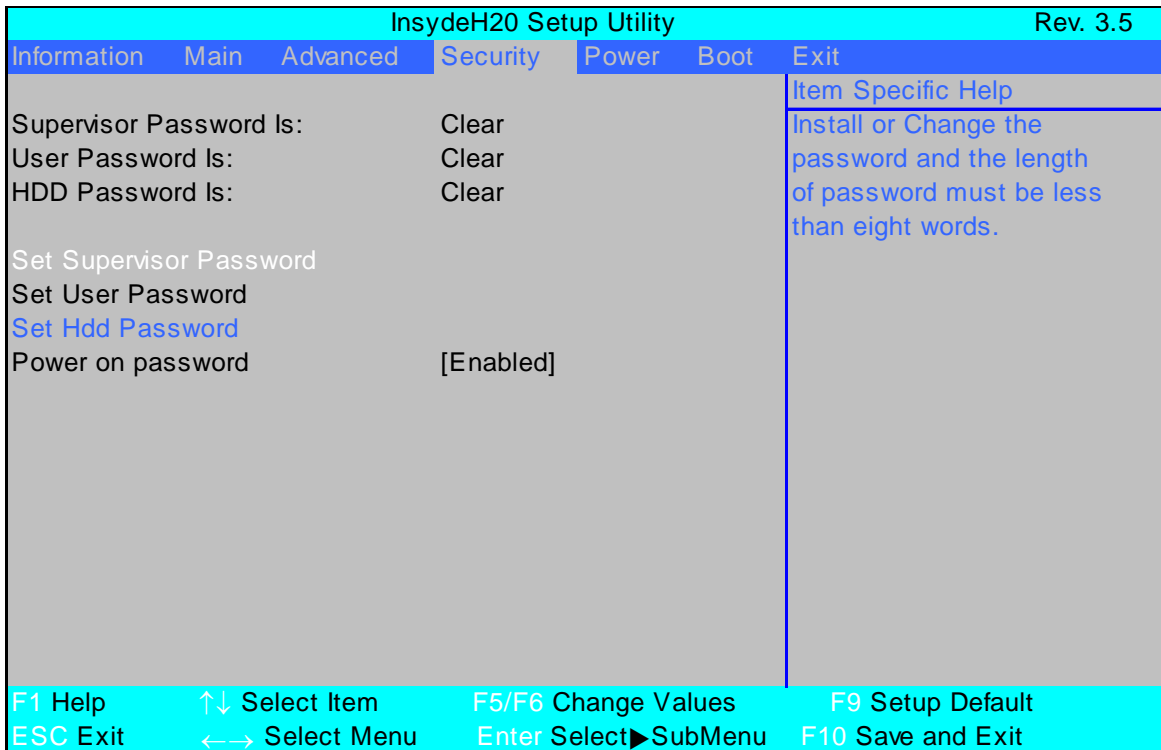 InsydeH20 Setup Utility Rev. 3.5
Information Main Advanced Security Power Boot Exit
Item Specific Help
Supervisor Password Is: Clear Install or Change the
User Password Is: Clear password and the length
HDD Password Is: Clear of password must be less
than eight words.
Set Supervisor Password
Set User Password
Set Hdd Password
Power on password [Enabled]
F1 Help ↑↓ Select Item F5/F6 Change Values F9 Setup Default
ESC Exit ←→ Select Menu Enter Select▶SubMenu F10 Save and Exit